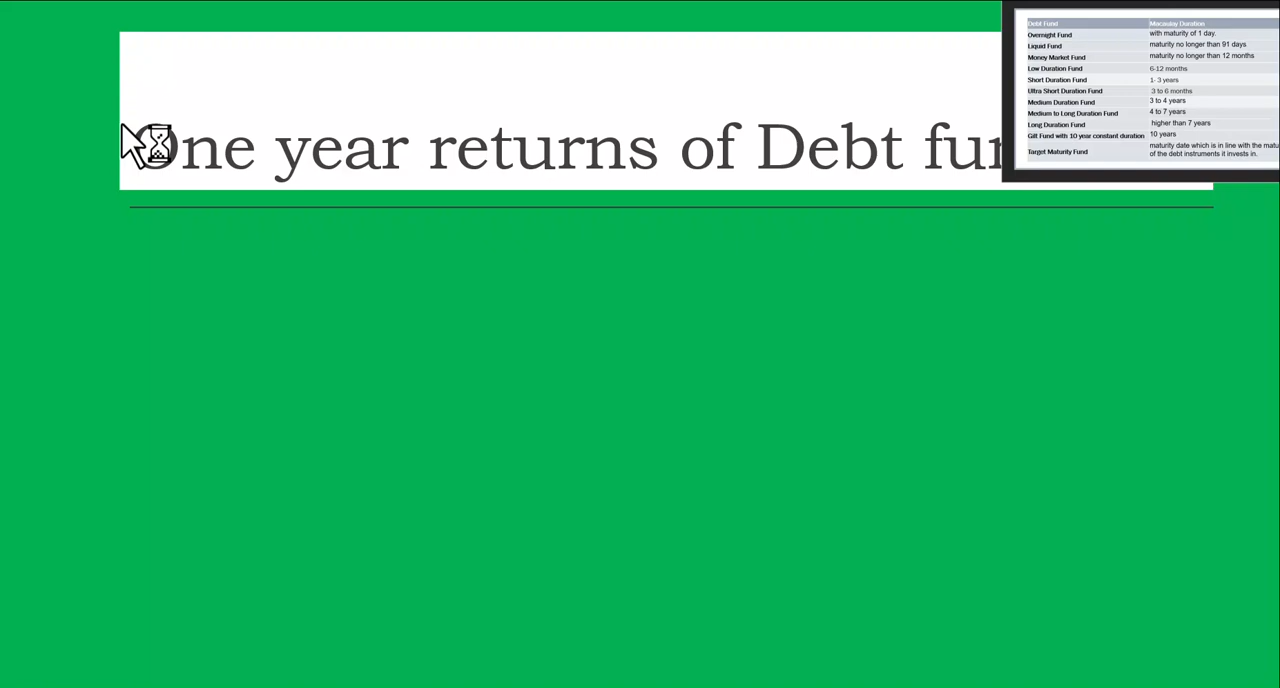 One year returns of Debt fun
Debt Fund Macaulay Duration
Overnight Fund with maturity of 1 day.
Liquid Fund maturity no longer than 91 days
Money Market Fund maturity no longer than 12 months
Low Duration Fund 6-12 months
Short Duration Fund 1- 3 years
Ultra Short Duration Fund 3 to 6 months
Medium Duration Fund 3 to 4 years
Medium to Long Duration Fund 4 to 7 years
Long Duration Fund higher than 7 years
Gilt Fund with 10 year constant duration 10 years
Target Maturity Fund maturity date which is in line with the matu
of the debt instruments it invests in.